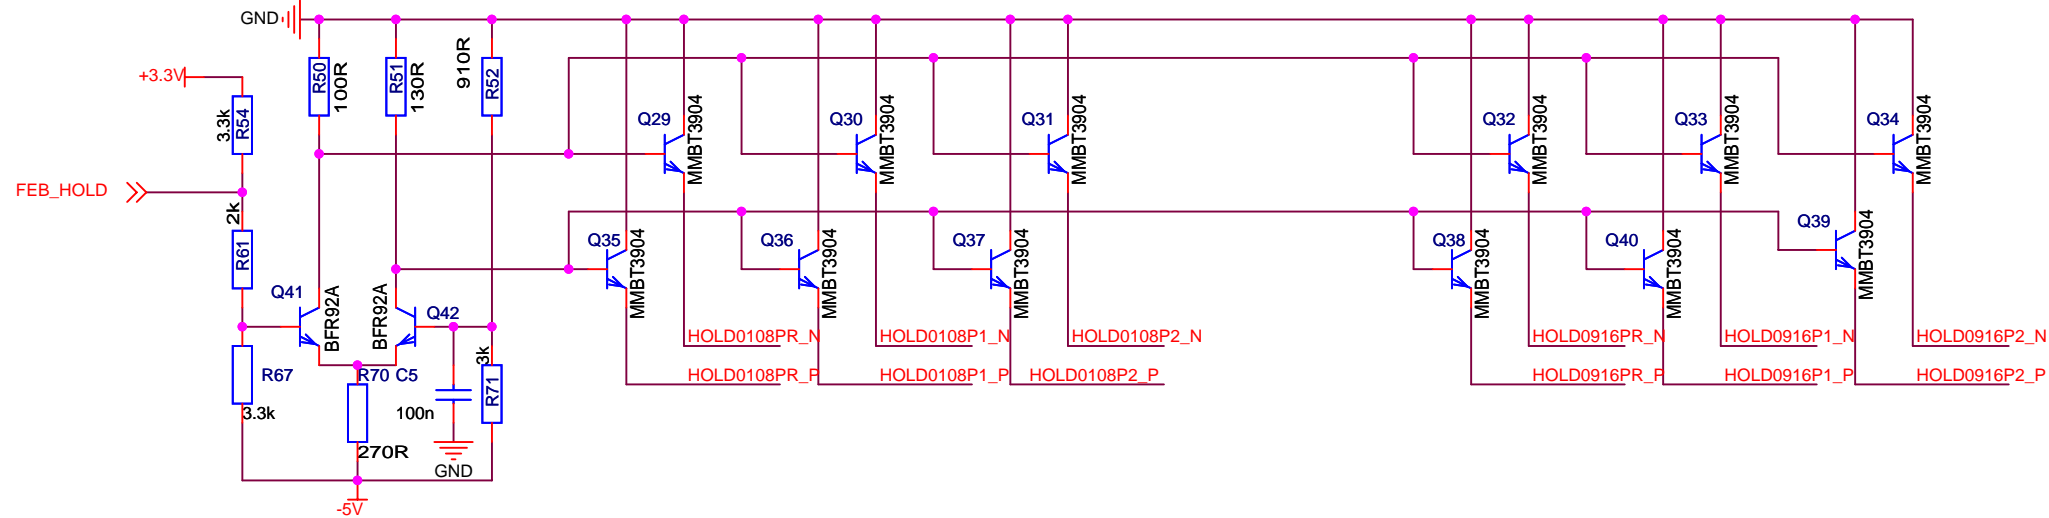 GND
+3.3V
FEB_HOLD
R54
3.3k
R50
100R
R51
130R
R52
910R
2k
R61
Q41
BFR92A
BFR92A
Q42
R67
3.3k
R70
270R
C5
100n
GND
3k
R71
-5V
Q29
MMBT3904
Q30
MMBT3904
Q31
MMBT3904
Q32
MMBT3904
Q33
MMBT3904
Q34
MMBT3904
Q35
MMBT3904
Q36
MMBT3904
Q37
MMBT3904
Q38
MMBT3904
Q40
MMBT3904
Q39
MMBT3904
HOLD0108PR_N
HOLD0108P1_N
HOLD0108P2_N
HOLD0916PR_N
HOLD0916P1_N
HOLD0916P2_N
HOLD0108PR_P
HOLD0108P1_P
HOLD0108P2_P
HOLD0916PR_P
HOLD0916P1_P
HOLD0916P2_P